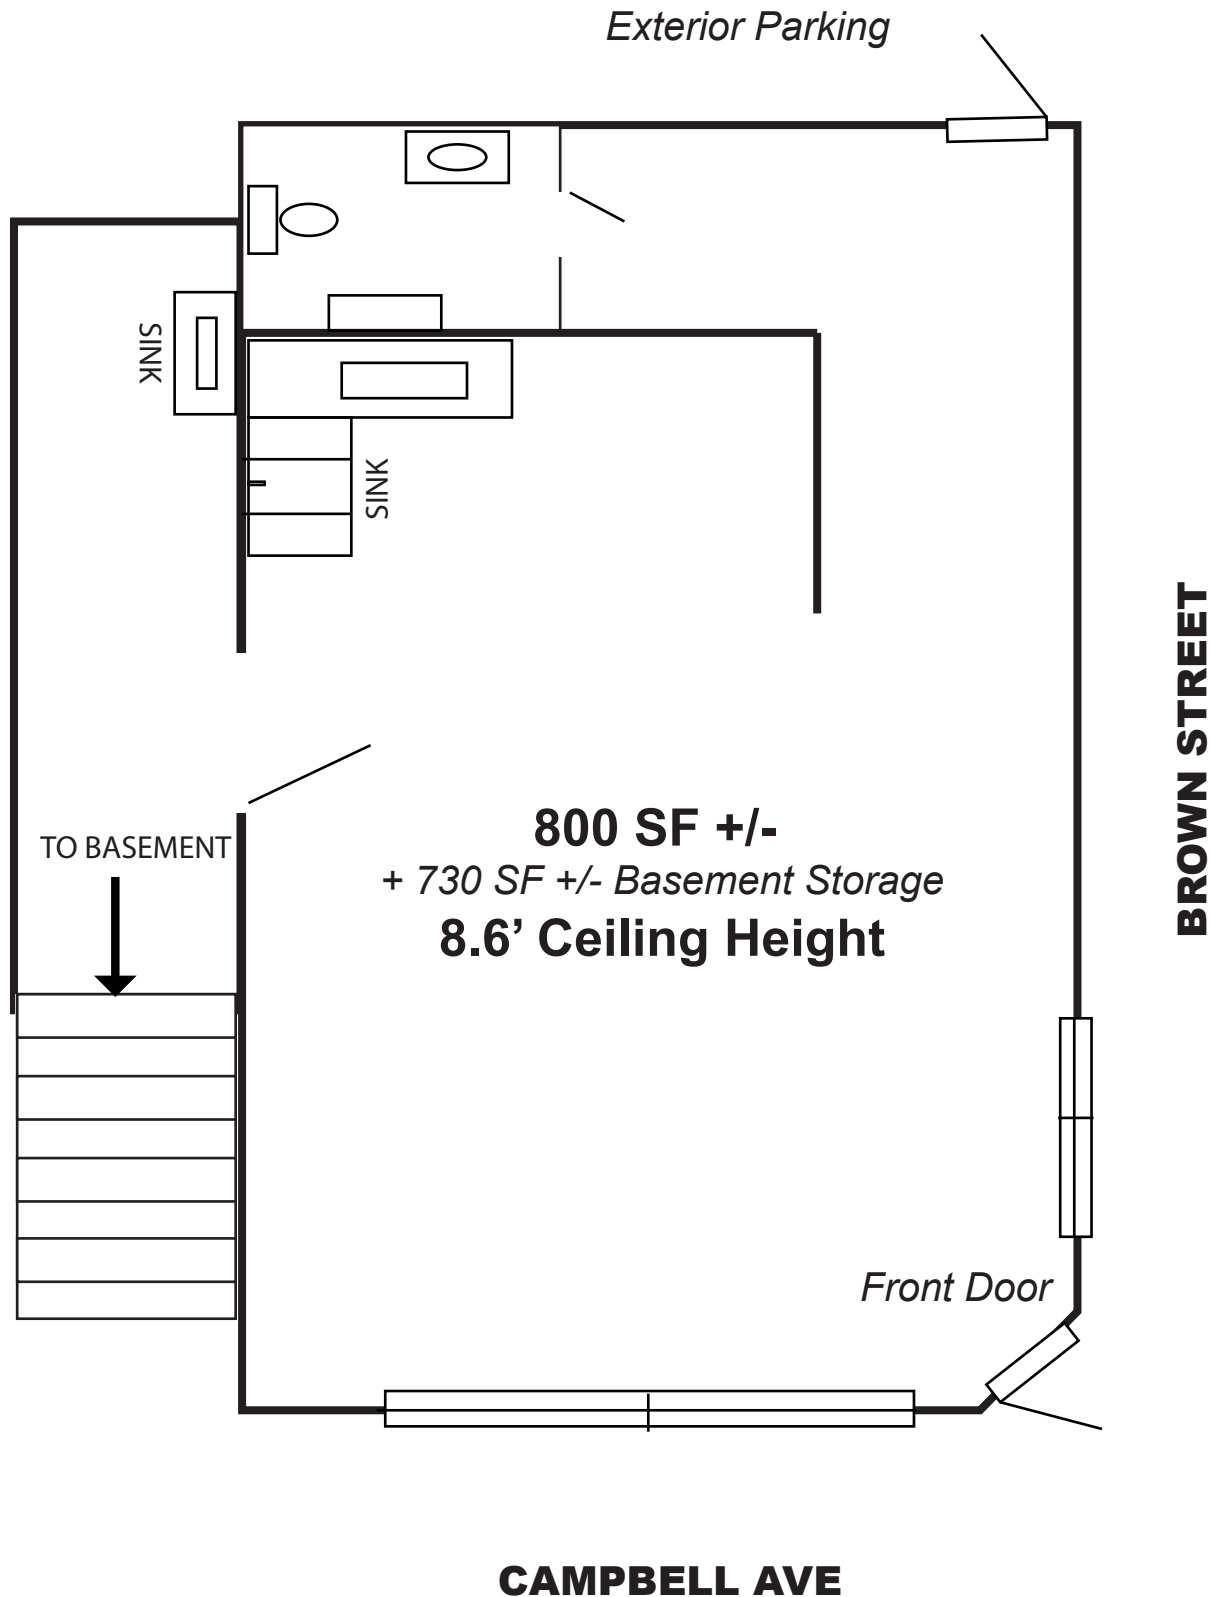 Exterior Parking
SINK
SINK
BROWN STREET
800 SF +/-
TO BASEMENT
+ 730 SF +/- Basement Storage
8.6’ Ceiling Height
Front Door
CAMPBELL AVE